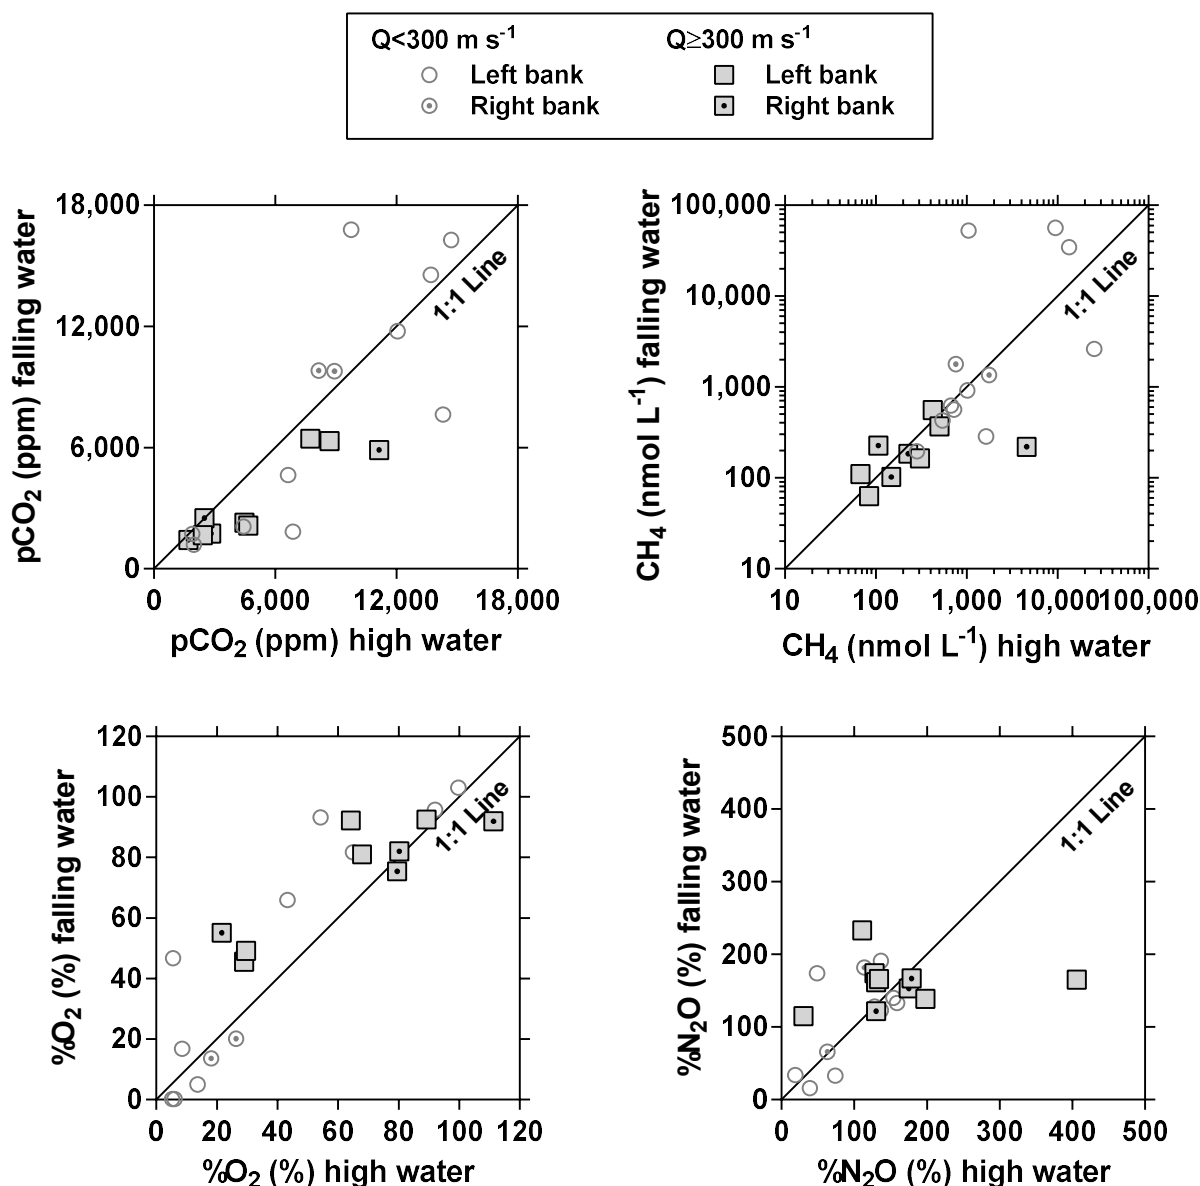 Q<300 m s⁻¹ Q≥300 m s⁻¹
Left bank Left bank
Right bank Right bank
18,000
12,000
6,000
0
0 6,000 12,000 18,000
pCO₂ (ppm) falling water
pCO₂ (ppm) high water
1:1 Line
100,000
10,000
1,000
100
10
10 100 1,000 10,000 100,000
CH₄ (nmol L⁻¹) falling water
CH₄ (nmol L⁻¹) high water
1:1 Line
120
100
80
60
40
20
0
0 20 40 60 80 100 120
%O₂ (%) falling water
%O₂ (%) high water
1:1 Line
500
400
300
200
100
0
0 100 200 300 400 500
%N₂O (%) falling water
%N₂O (%) high water
1:1 Line